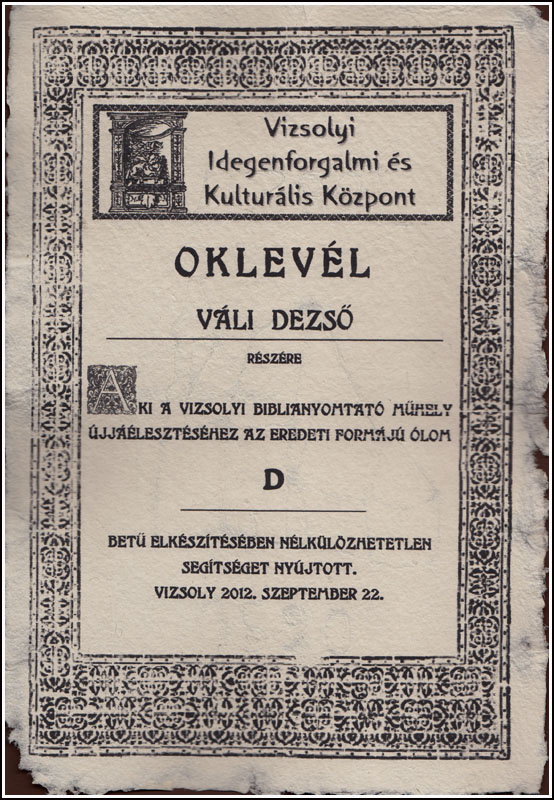 Vizsolyi
Idegenforgalmi és
Kulturális Központ
OKLEVÉL
VÁLI DEZSŐ
RÉSZÉRE
AKI A VIZSOLYI BIBLIANYOMTATÓ MŰHELY
ÚJJÁÉLESZTÉSÉHEZ AZ EREDETI FORMÁJÚ ÓLOM
D
BETŰ ELKÉSZÍTÉSÉBEN NÉLKÜLÖZHETETLEN
SEGÍTSÉGET NYÚJTOTT.
VIZSOLY 2012. SZEPTEMBER 22.